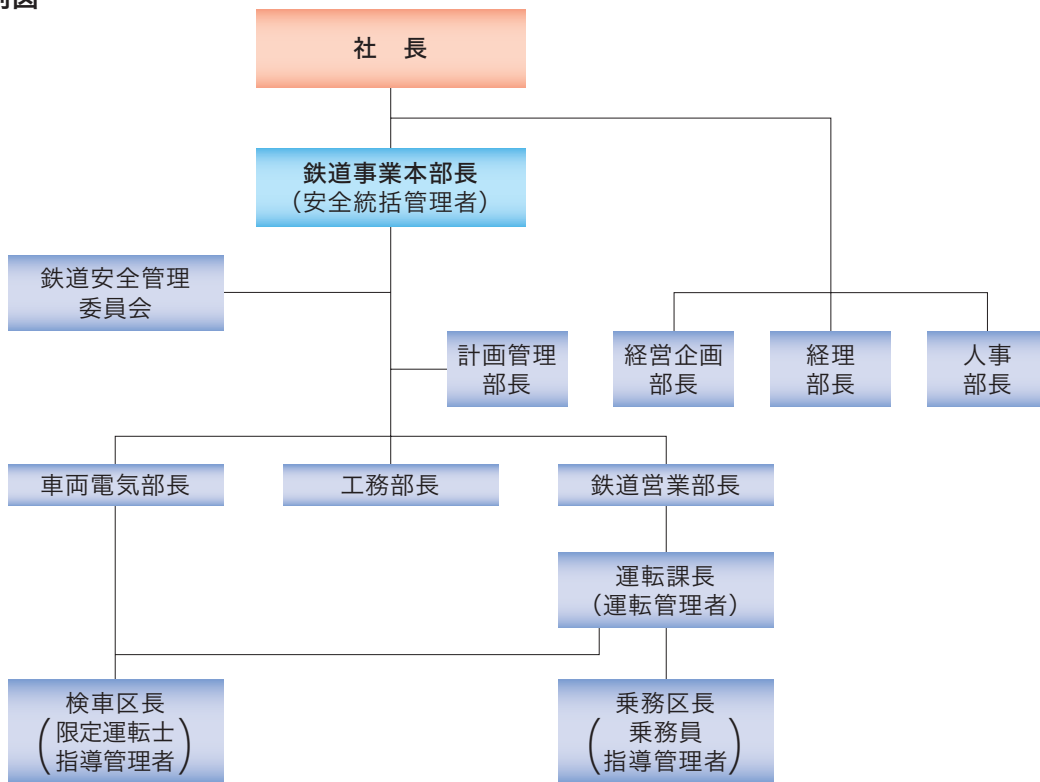 社　長
鉄道事業本部長
（安全統括管理者）
鉄道安全管理
委員会
計画管理
部長
経営企画
部長
経理
部長
人事
部長
車両電気部長
工務部長
鉄道営業部長
運転課長
（運転管理者）
検車区長
（限定運転士
指導管理者）
乗務区長
（乗務員
指導管理者）